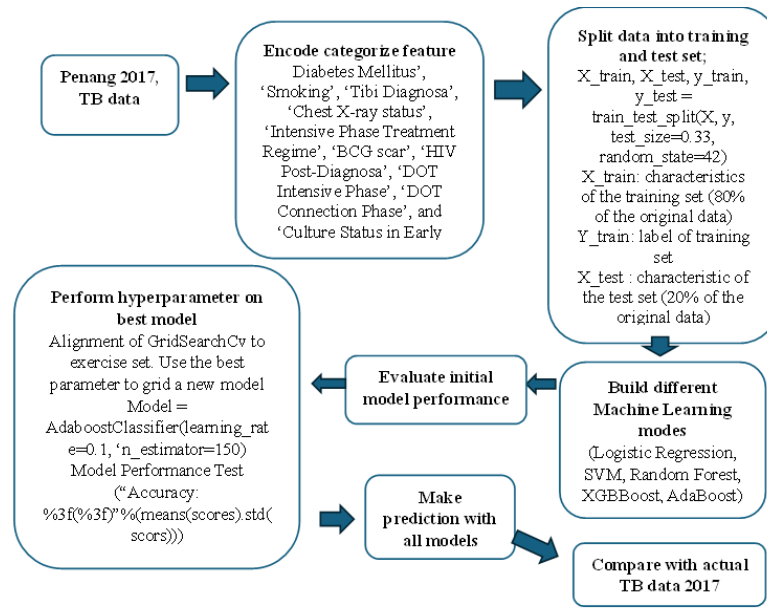 Penang 2017,
TB data
Encode categorize feature
Diabetes Mellitus’,
‘Smoking’, ‘Tibi Diagnosa’,
‘Chest X-ray status’,
‘Intensive Phase Treatment
Regime’, ‘BCG scar’, ‘HIV
Post-Diagnosa’, ‘DOT
Intensive Phase’, ‘DOT
Connection Phase’, and
‘Culture Status in Early
Split data into training
and test set;
X_train, X_test, y_train,
y_test =
train_test_split(X, y,
test_size=0.33,
random_state=42)
X_train: characteristics
of the training set (80%
of the original data)
Y_train: label of training
set
X_test : characteristic of
the test set (20% of the
original data)
Build different
Machine Learning
modes
(Logistic Regression,
SVM, Random Forest,
XGBBoost, AdaBoost)
Evaluate initial
model performance
Perform hyperparameter on
best model
Alignment of GridSearchCv to
exercise set. Use the best
parameter to grid a new model
Model =
AdaboostClassifier(learning_rat
e=0.1, ‘n_estimator=150)
Model Performance Test
(“Accuracy:
%3f(%3f)”%(means(scores).std(
scors)))
Make
prediction with
all models
Compare with actual
TB data 2017